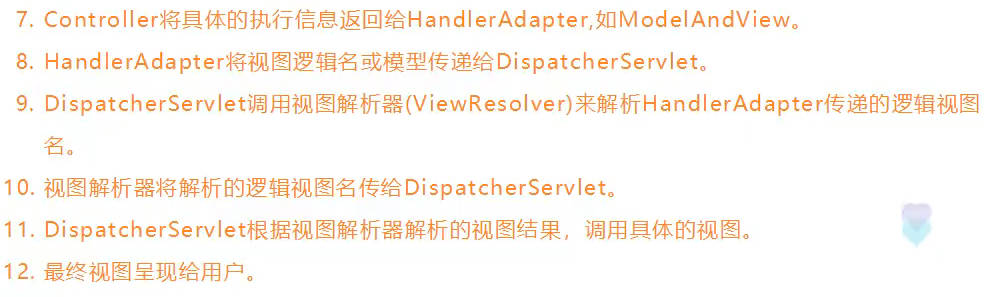 7. Controller将具体的执行信息返回给HandlerAdapter,如ModelAndView。
8. HandlerAdapter将视图逻辑名或模型传递给DispatcherServlet。
9. DispatcherServlet调用视图解析器(ViewResolver)来解析HandlerAdapter传递的逻辑视图
名。
10. 视图解析器将解析的逻辑视图名传给DispatcherServlet。
11. DispatcherServlet根据视图解析器解析的视图结果，调用具体的视图。
12. 最终视图呈现给用户。